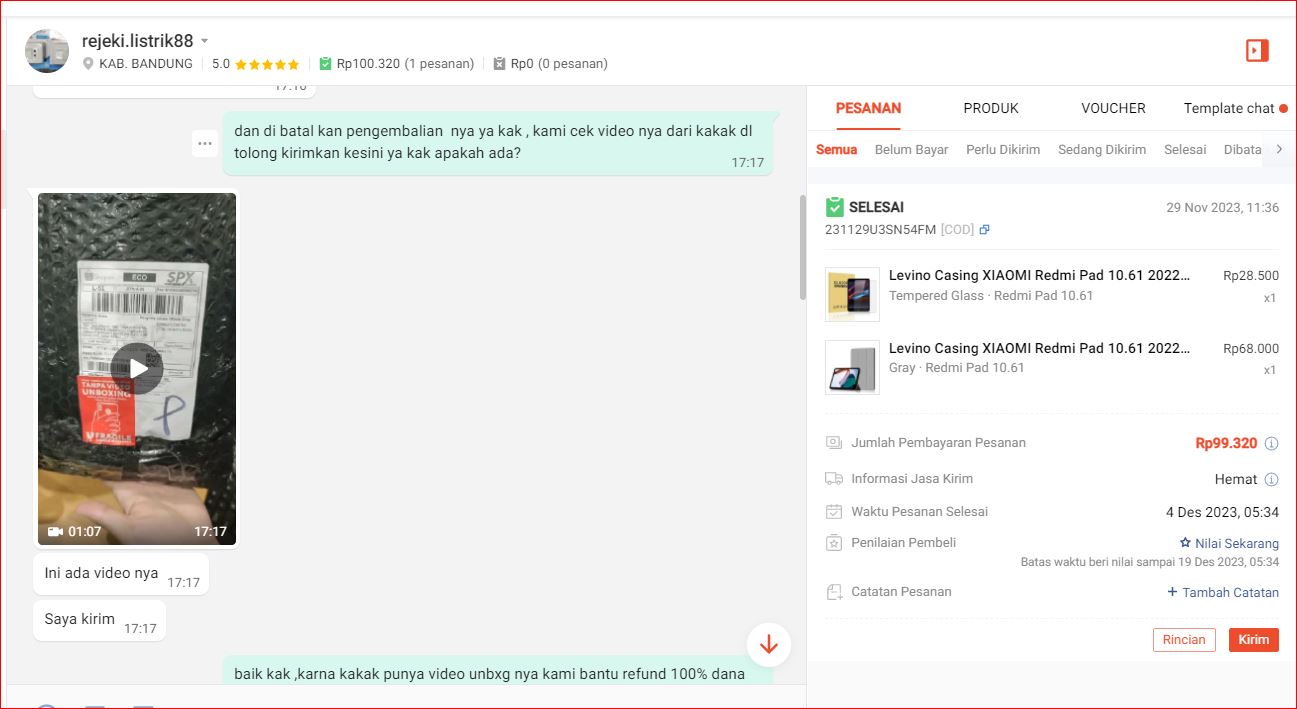 rejeki.listrik88
KAB. BANDUNG
5.0
Rp100.320 (1 pesanan)
Rp0 (0 pesanan)
17:16
dan di batal kan pengembalian nya ya kak , kami cek video nya dari kakak dl
tolong kirimkan kesini ya kak apakah ada?
17:17
ECO
SPX
TANPA VIDEO
UNBOXING
FRAGILE
P
01:07
17:17
Ini ada video nya 17:17
Saya kirim 17:17
baik kak ,karna kakak punya video unbxg nya kami bantu refund 100% dana
PESANAN
PRODUK
VOUCHER
Template chat
Semua
Belum Bayar
Perlu Dikirim
Sedang Dikirim
Selesai
Dibata
SELESAI
29 Nov 2023, 11:36
231129U3SN54FM [COD]
Levino Casing XIAOMI Redmi Pad 10.61 2022...
Rp28.500
Tempered Glass · Redmi Pad 10.61
x1
Levino Casing XIAOMI Redmi Pad 10.61 2022...
Rp68.000
Gray · Redmi Pad 10.61
x1
Jumlah Pembayaran Pesanan
Rp99.320
Informasi Jasa Kirim
Hemat
Waktu Pesanan Selesai
4 Des 2023, 05:34
Penilaian Pembeli
Nilai Sekarang
Batas waktu beri nilai sampai 19 Des 2023, 05:34
Catatan Pesanan
+ Tambah Catatan
Rincian
Kirim